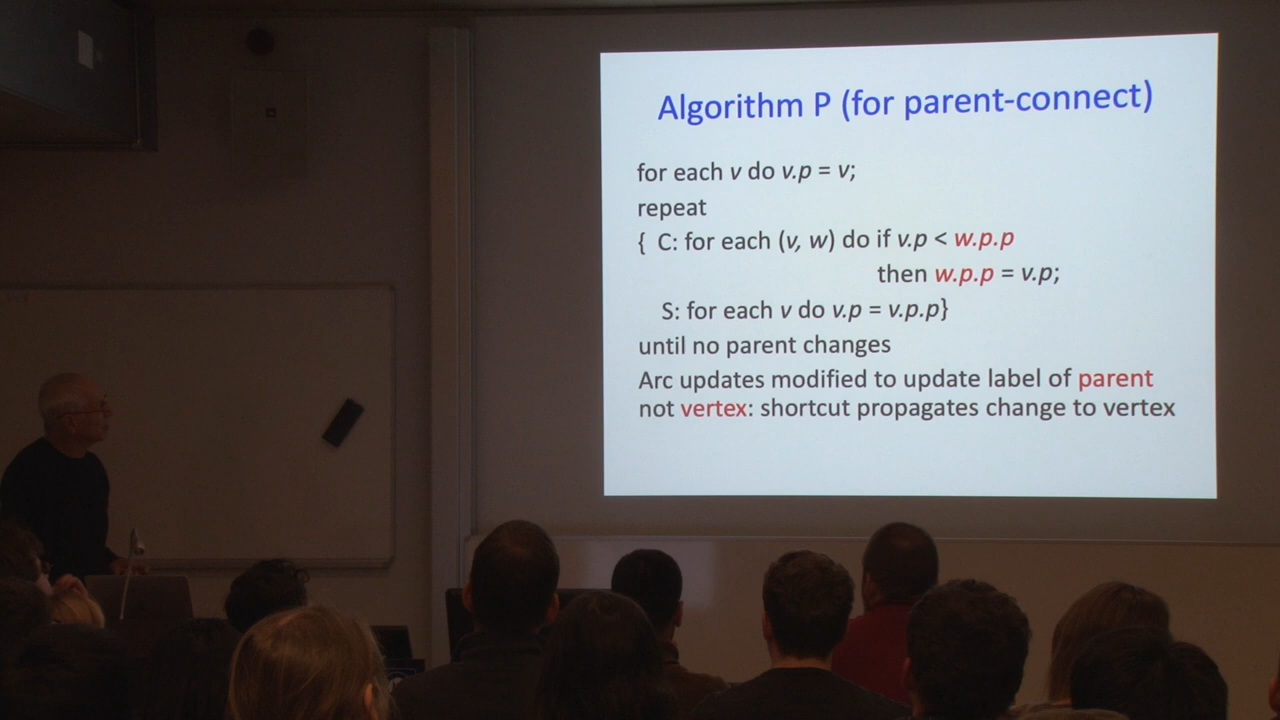 Algorithm P (for parent-connect)
for each v do v.p = v;
repeat
{ C: for each (v, w) do if v.p < w.p.p
then w.p.p = v.p;
S: for each v do v.p = v.p.p}
until no parent changes
Arc updates modified to update label of parent
not vertex: shortcut propagates change to vertex